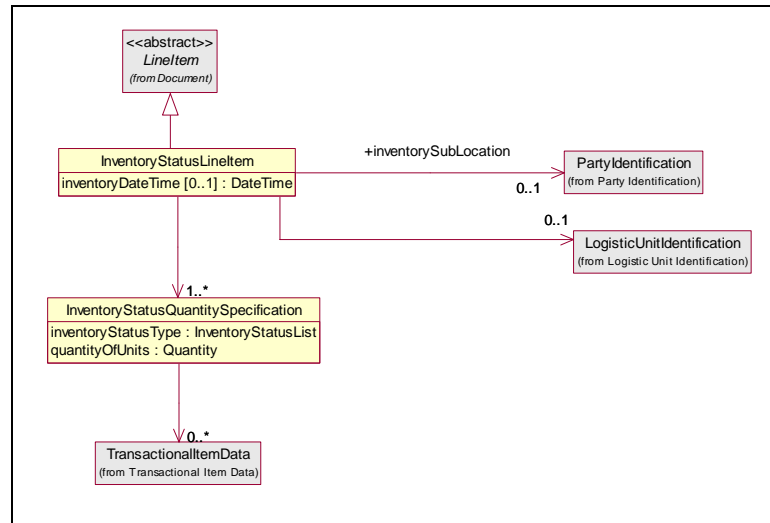 <<abstract>>
LineItem
(from Document)
InventoryStatusLineItem
inventoryDateTime [0..1] : DateTime
+inventorySubLocation
0..1
PartyIdentification
(from Party Identification)
0..1
LogisticUnitIdentification
(from Logistic Unit Identification)
1..*
InventoryStatusQuantitySpecification
inventoryStatusType : InventoryStatusList
quantityOfUnits : Quantity
0..*
TransactionalItemData
(from Transactional Item Data)